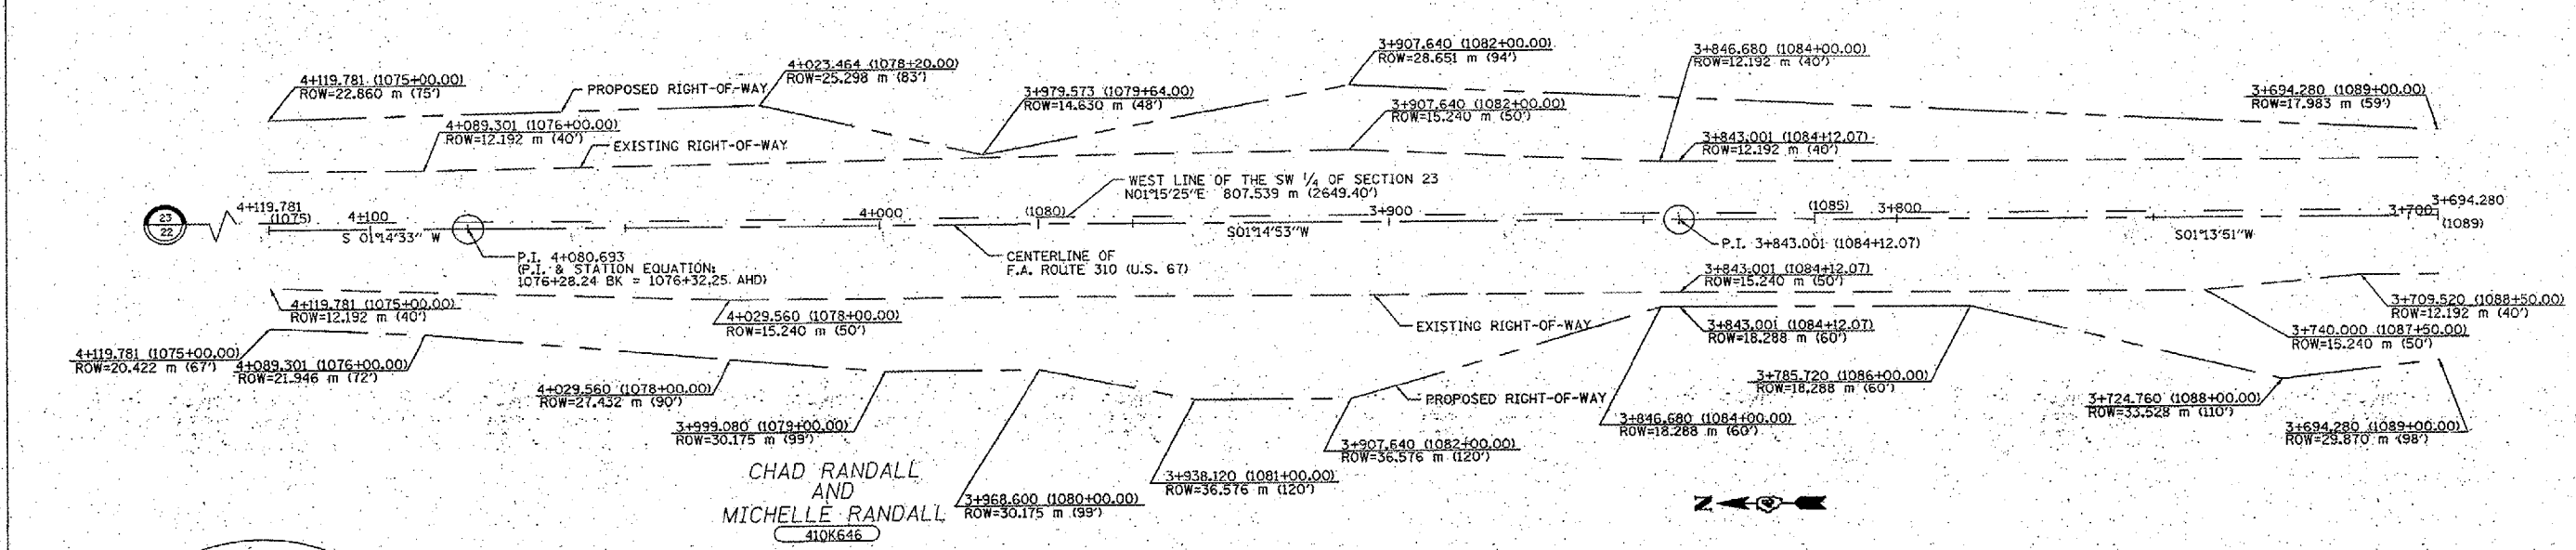 3+907.640 (1082+00.00)
ROW=28.651 m (94')
3+846.680 (1084+00.00)
ROW=12.192 m (40')
4+023.464 (1078+20.00)
ROW=25.298 m (83')
4+119.781 (1075+00.00)
ROW=22.860 m (75')
PROPOSED RIGHT-OF-WAY
3+979.573 (1079+64.00)
ROW=14.630 m (48')
3+907.640 (1082+00.00)
ROW=15.240 m (50')
3+694.280 (1089+00.00)
ROW=17.983 m (59')
4+089.301 (1076+00.00)
ROW=12.192 m (40')
EXISTING RIGHT-OF-WAY
3+843.001 (1084+12.07)
ROW=12.192 m (40')
WEST LINE OF THE SW 1/4 OF SECTION 23
N01°15'25"E 807.539 m (2649.40')
23
22
4+119.781
(1075)
4+100
4+000
(1080)
3+900
(1085)
3+800
3+700
3+694.280
(1089)
S 01°14'33" W
S01°14'53"W
S01°13'51"W
P.I. 4+080.693
(P.I. & STATION EQUATION:
1076+28.24 BK = 1076+32.25 AHD)
CENTERLINE OF
F.A. ROUTE 310 (U.S. 67)
P.I. 3+843.001 (1084+12.07)
3+843.001 (1084+12.07)
ROW=15.240 m (50')
4+119.781 (1075+00.00)
ROW=12.192 m (40')
4+029.560 (1078+00.00)
ROW=15.240 m (50')
EXISTING RIGHT-OF-WAY
3+843.001 (1084+12.07)
ROW=18.288 m (60')
3+709.520 (1088+50.00)
ROW=12.192 m (40')
3+740.000 (1087+50.00)
ROW=15.240 m (50')
4+119.781 (1075+00.00)
ROW=20.422 m (67')
4+089.301 (1076+00.00)
ROW=21.946 m (72')
4+029.560 (1078+00.00)
ROW=27.432 m (90')
3+785.720 (1086+00.00)
ROW=18.288 m (60')
PROPOSED RIGHT-OF-WAY
3+724.760 (1088+00.00)
ROW=33.528 m (110')
3+999.080 (1079+00.00)
ROW=30.175 m (99')
3+846.680 (1084+00.00)
ROW=18.288 m (60')
3+694.280 (1089+00.00)
ROW=29.870 m (98')
3+907.640 (1082+00.00)
ROW=36.576 m (120')
3+938.120 (1081+00.00)
ROW=36.576 m (120')
3+968.600 (1080+00.00)
ROW=30.175 m (99')
CHAD RANDALL
AND
MICHELLE RANDALL
410K646
Z